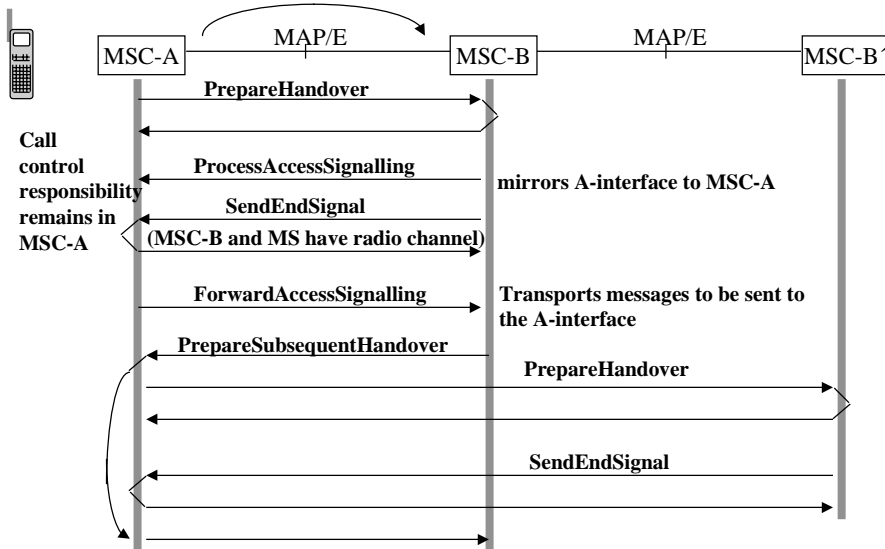 MAP/E
MAP/E
MSC-A
MSC-B
MSC-B´
PrepareHandover
Call
control
responsibility
remains in
MSC-A
ProcessAccessSignalling
mirrors A-interface to MSC-A
SendEndSignal
(MSC-B and MS have radio channel)
ForwardAccessSignalling
Transports messages to be sent to
the A-interface
PrepareSubsequentHandover
PrepareHandover
SendEndSignal